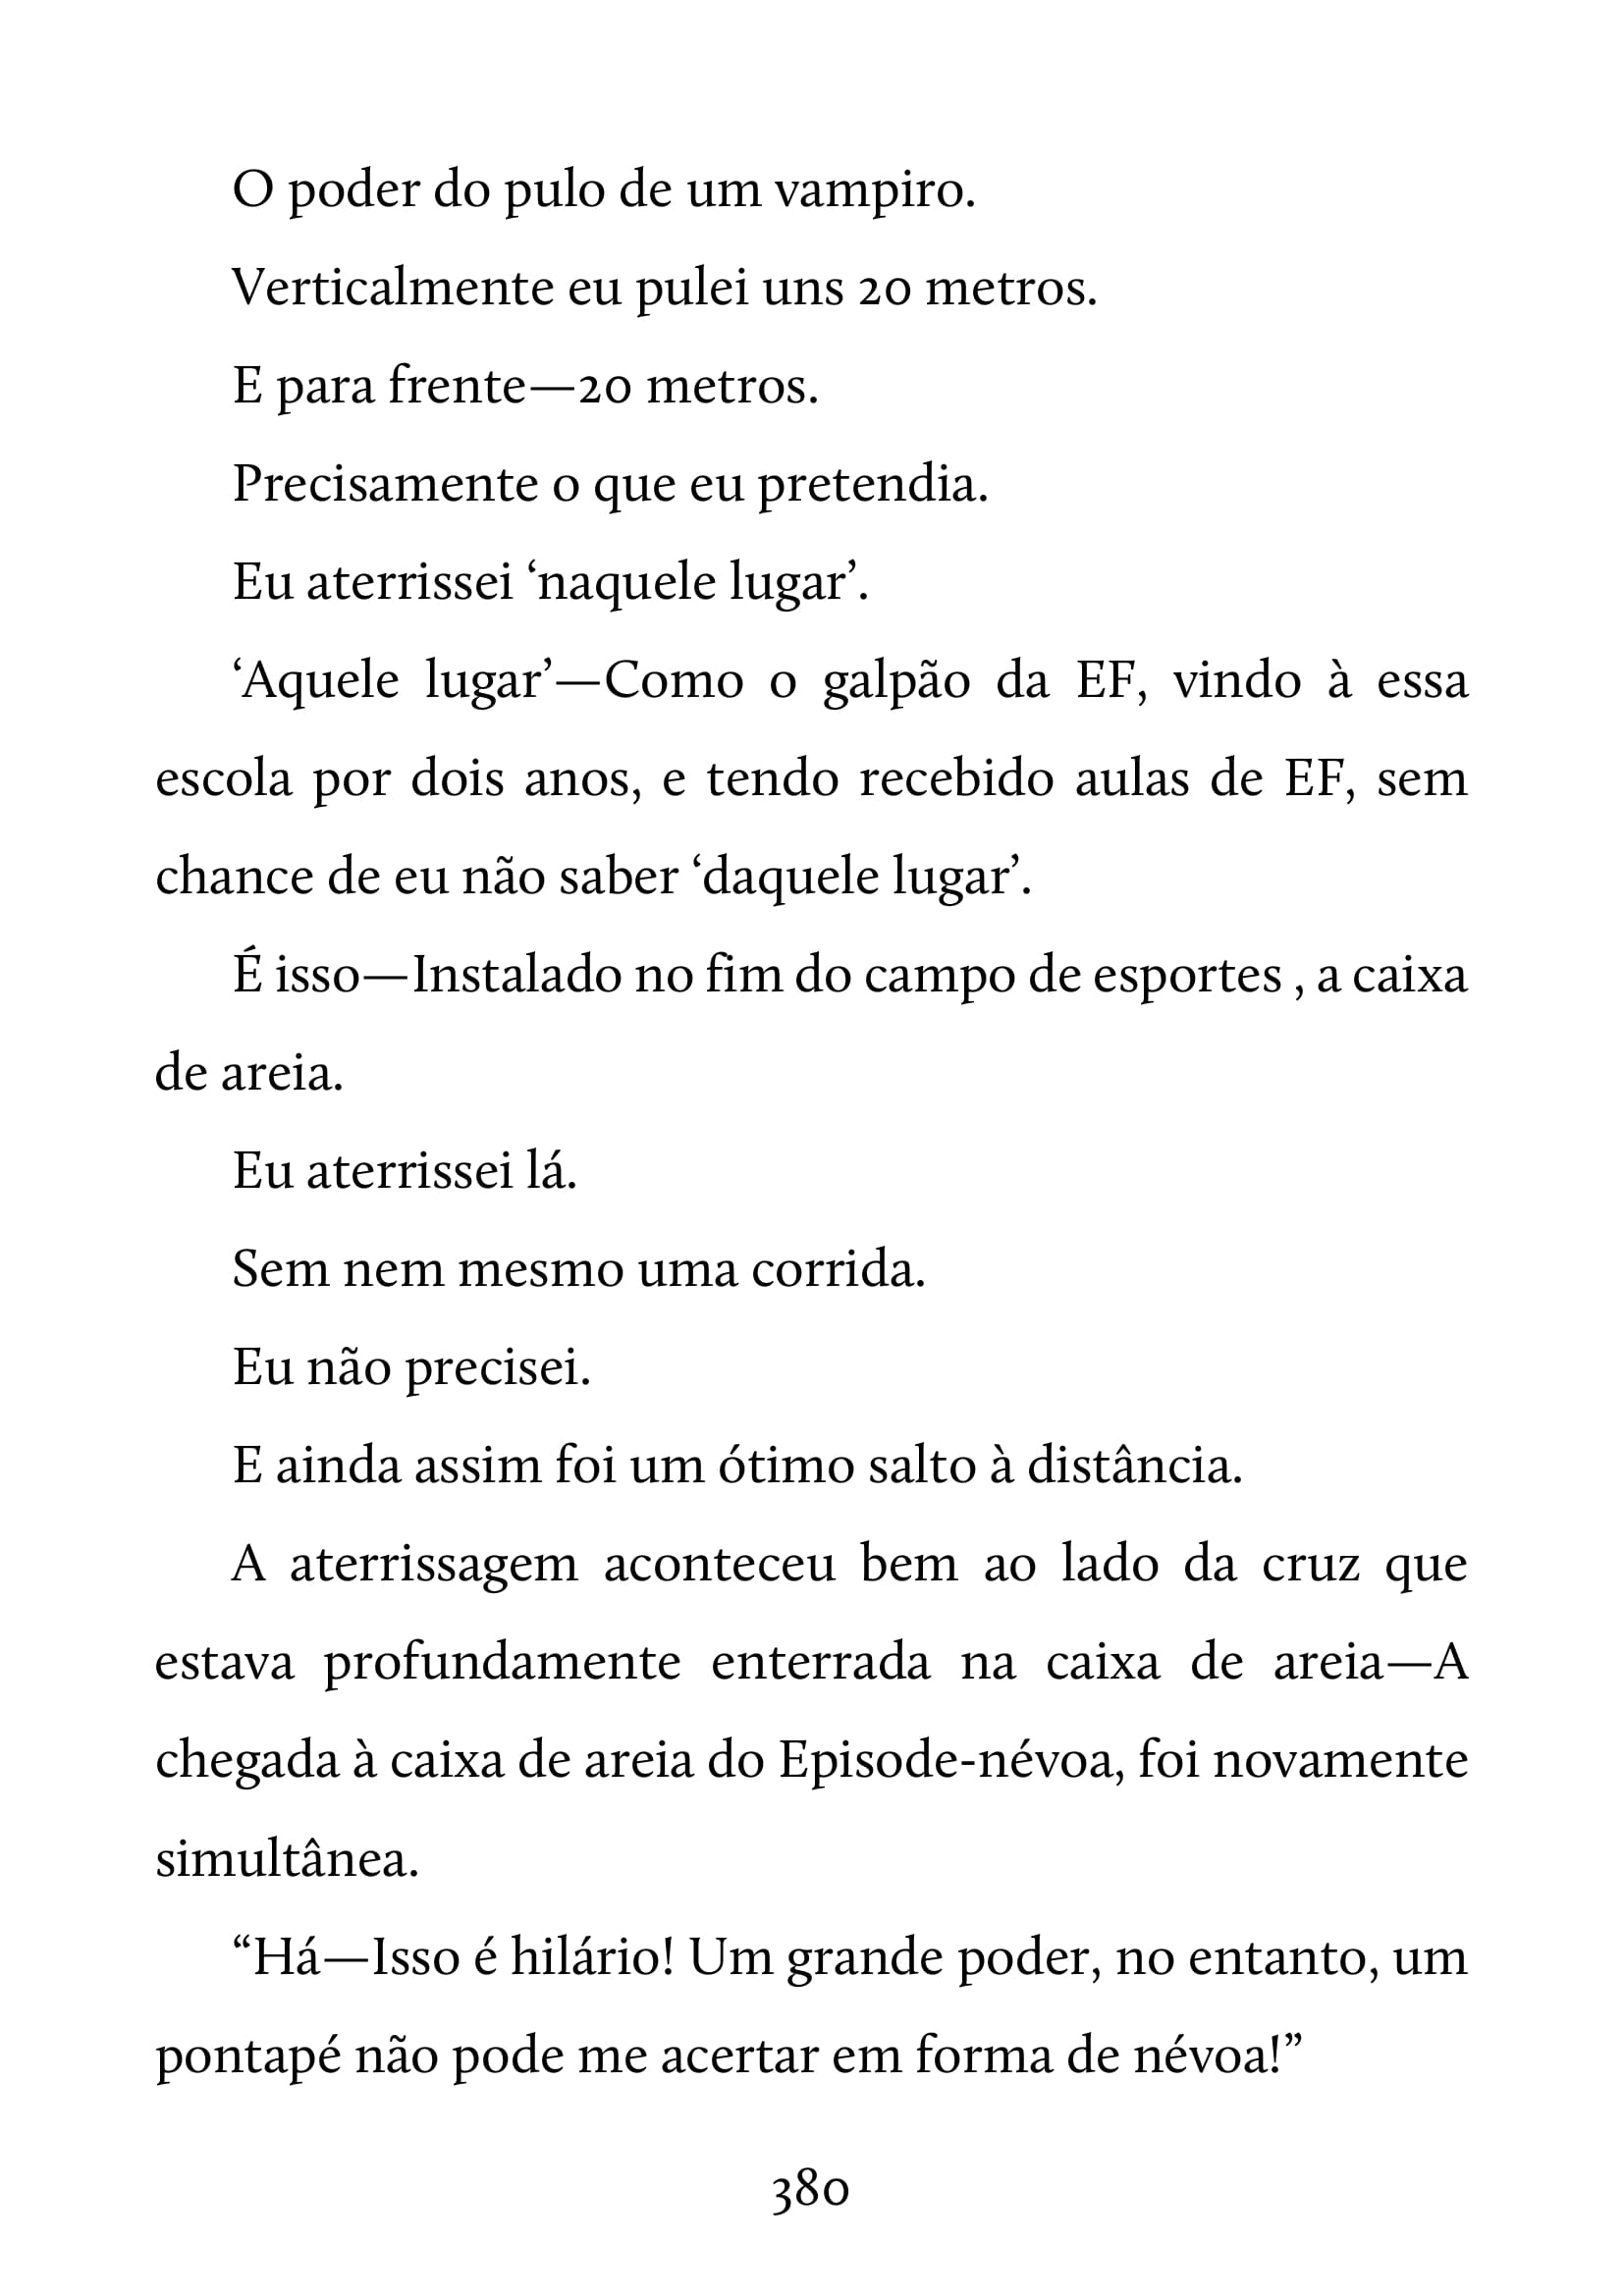 O poder do pulo de um vampiro.
Verticalmente eu pulei uns 20 metros.
E para frente—20 metros.
Precisamente o que eu pretendia.
Eu aterrissei ‘naquele lugar’.
‘Aquele lugar’—Como o galpão da EF, vindo à essa
escola por dois anos, e tendo recebido aulas de EF, sem
chance de eu não saber ‘daquele lugar’.
É isso—Instalado no fim do campo de esportes , a caixa
de areia.
Eu aterrissei lá.
Sem nem mesmo uma corrida.
Eu não precisei.
E ainda assim foi um ótimo salto à distância.
A aterrissagem aconteceu bem ao lado da cruz que
estava profundamente enterrada na caixa de areia—A
chegada à caixa de areia do Episode-névoa, foi novamente
simultânea.
“Há—Isso é hilário! Um grande poder, no entanto, um
pontapé não pode me acertar em forma de névoa!”
380